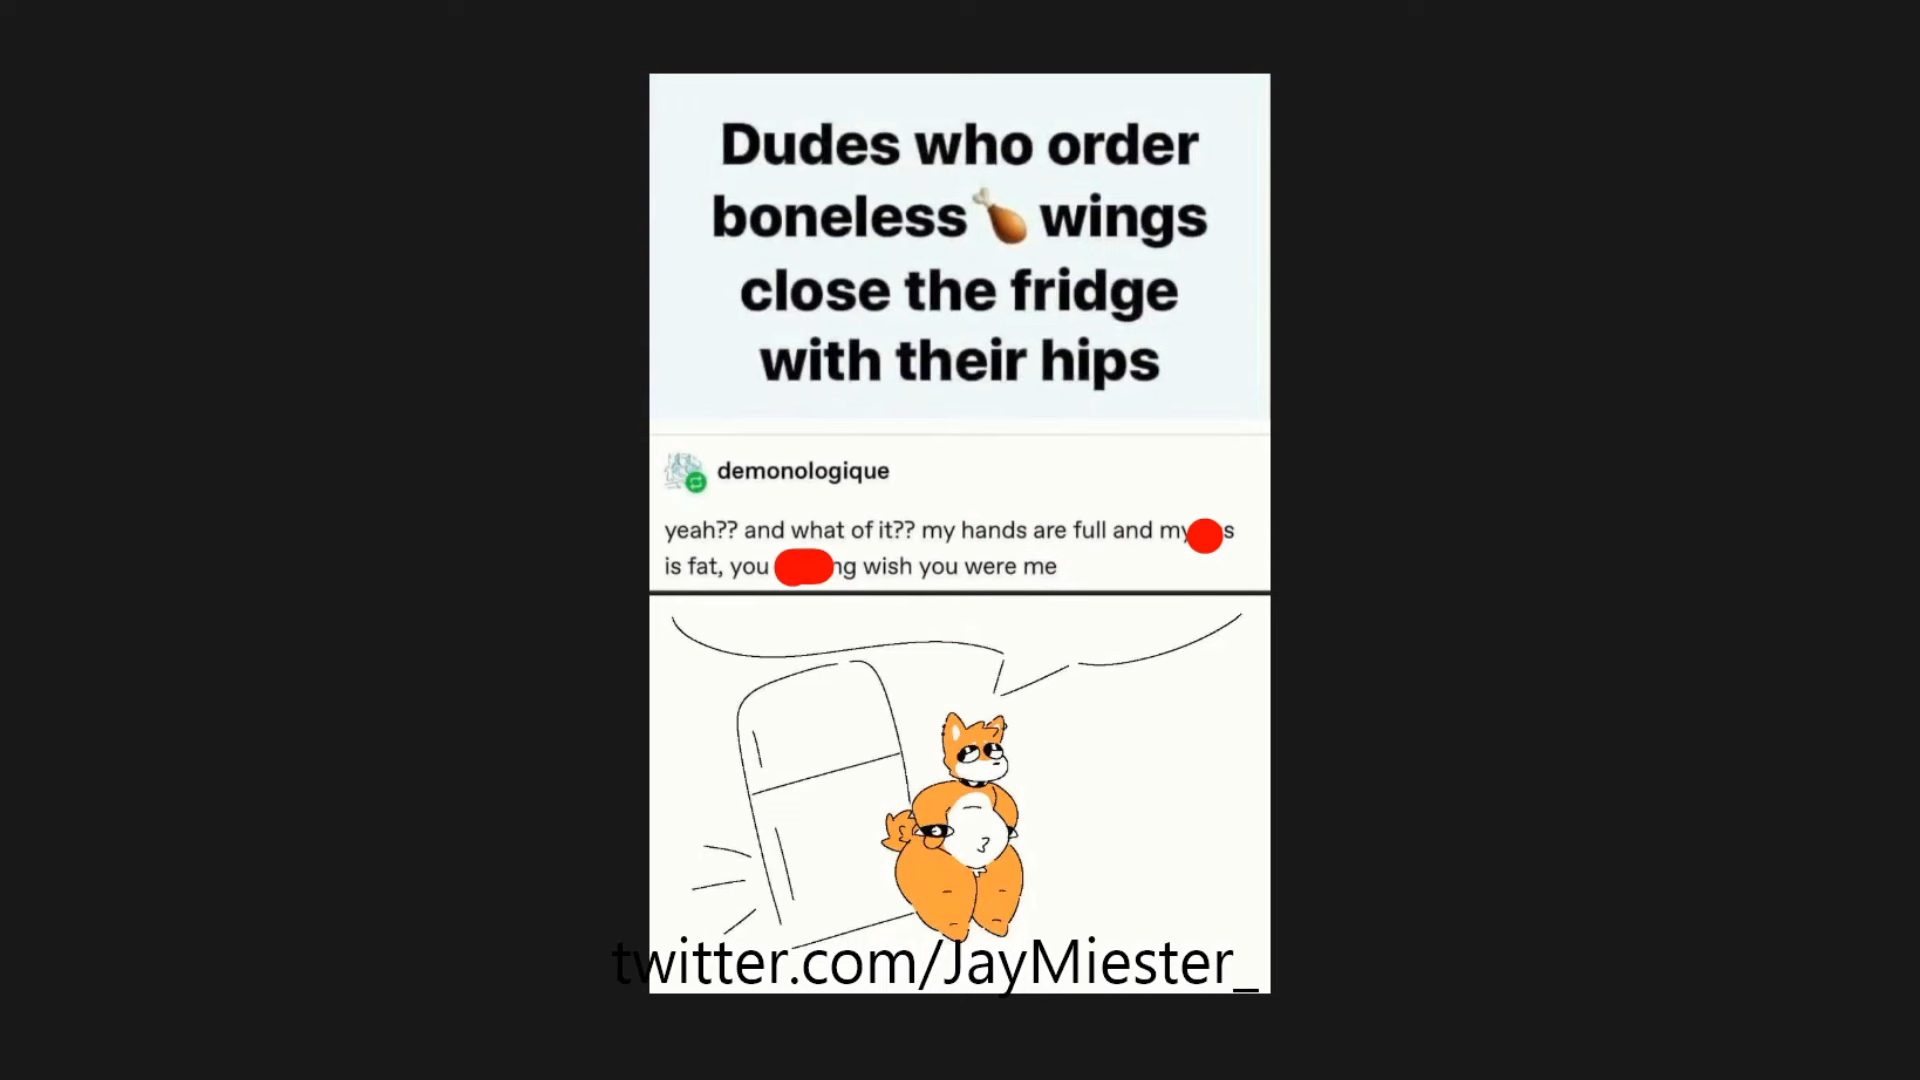 Dudes who order
boneless🍗 wings
close the fridge
with their hips
demonologique
yeah?? and what of it?? my hands are full and my s
is fat, you ng wish you were me
twitter.com/JayMiester_